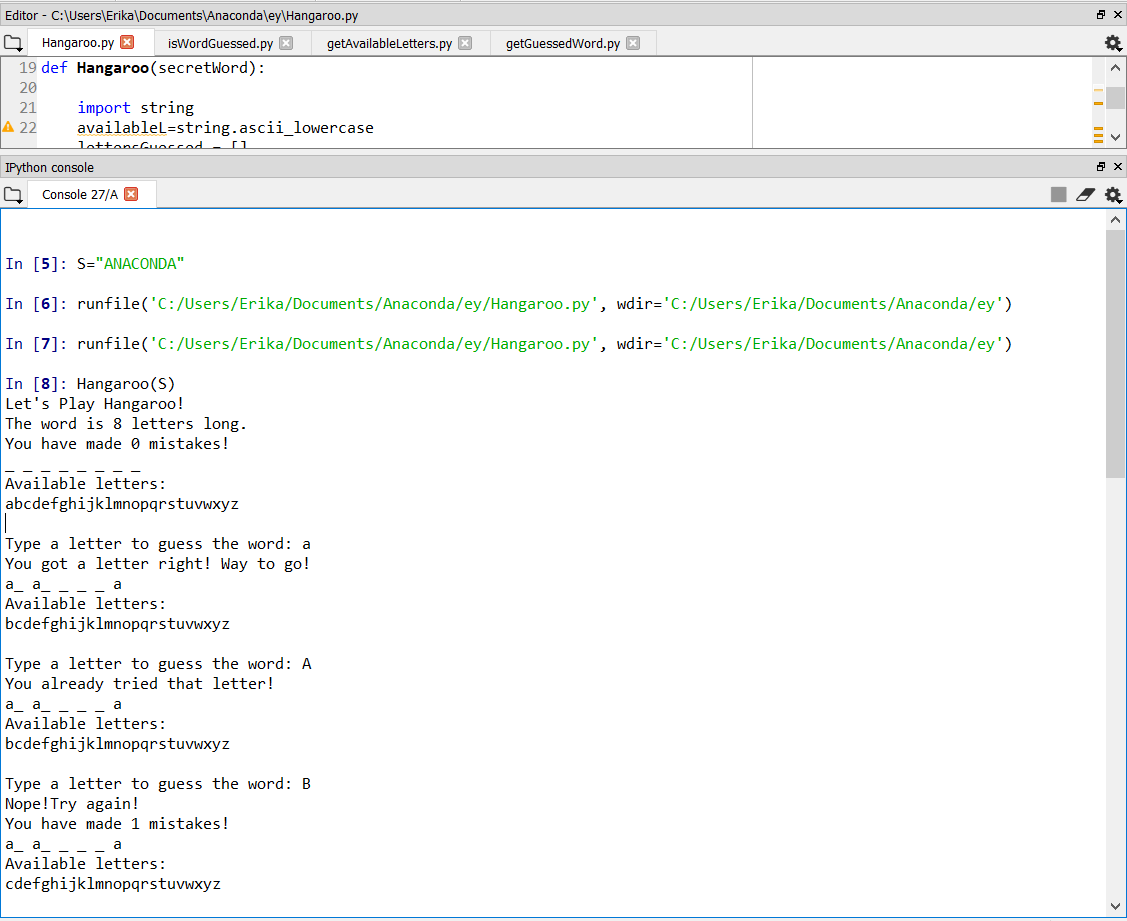 Editor - C:\Users\Erika\Documents\Anaconda\ey\Hangaroo.py
Hangaroo.py isWordGuessed.py getAvailableLetters.py getGuessedWord.py
19 def Hangaroo(secretWord):
20
21 import string
22 availableL=string.ascii_lowercase
lettersGuessed = []
IPython console
Console 27/A
In [5]: S="ANACONDA"
In [6]: runfile('C:/Users/Erika/Documents/Anaconda/ey/Hangaroo.py', wdir='C:/Users/Erika/Documents/Anaconda/ey')
In [7]: runfile('C:/Users/Erika/Documents/Anaconda/ey/Hangaroo.py', wdir='C:/Users/Erika/Documents/Anaconda/ey')
In [8]: Hangaroo(S)
Let's Play Hangaroo!
The word is 8 letters long.
You have made 0 mistakes!
_ _ _ _ _ _ _ _
Available letters:
abcdefghijklmnopqrstuvwxyz
Type a letter to guess the word: a
You got a letter right! Way to go!
a_ a_ _ _ _ a
Available letters:
bcdefghijklmnopqrstuvwxyz
Type a letter to guess the word: A
You already tried that letter!
a_ a_ _ _ _ a
Available letters:
bcdefghijklmnopqrstuvwxyz
Type a letter to guess the word: B
Nope!Try again!
You have made 1 mistakes!
a_ a_ _ _ _ a
Available letters:
cdefghijklmnopqrstuvwxyz